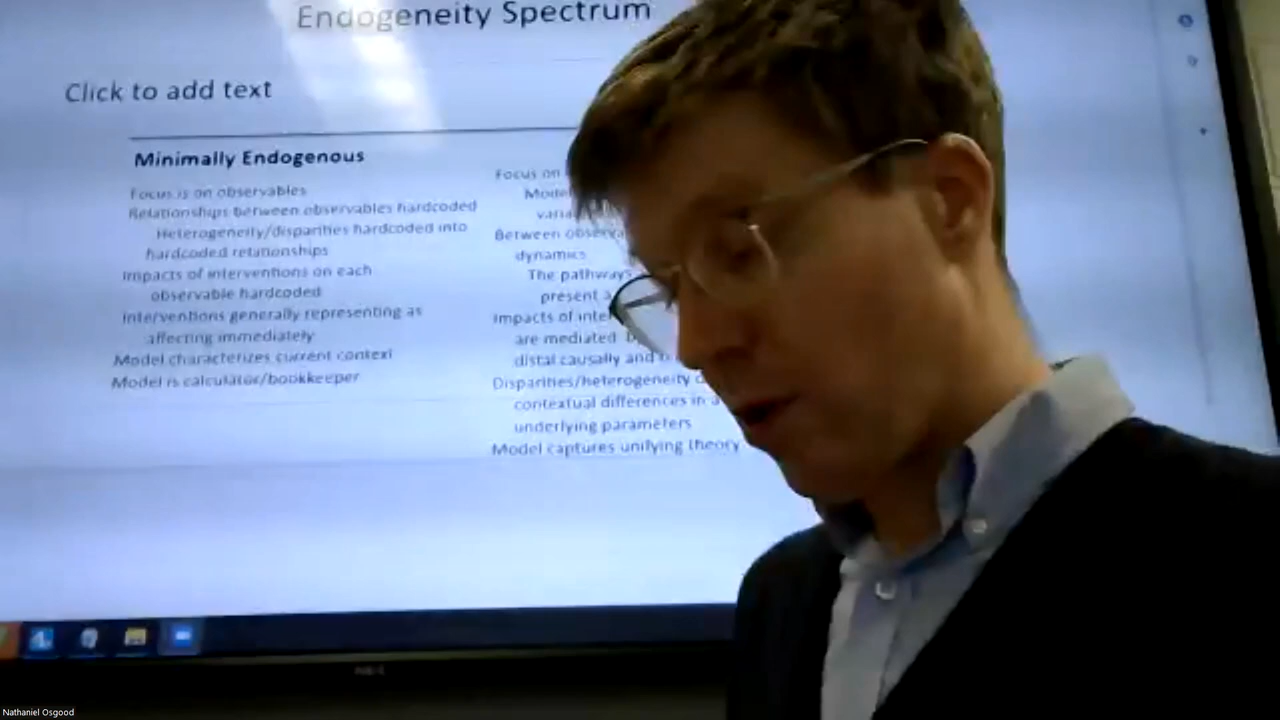 Endogeneity Spectrum
Click to add text
Minimally Endogenous
Focus is on observables
Relationships between observables hardcoded
Heterogeneity/disparities hardcoded into
hardcoded relationships
Impacts of interventions on each
observable hardcoded
Interventions generally representing as
affecting immediately
Model characterizes current context
Model is calculator/bookkeeper
Focus on
Model
Between
dynamics
The pathways
present a
Impacts of
are mediated
distal causally and
Disparities/heterogeneity
contextual differences in a
underlying parameters
Model captures unifying theory
Nathaniel Osgood